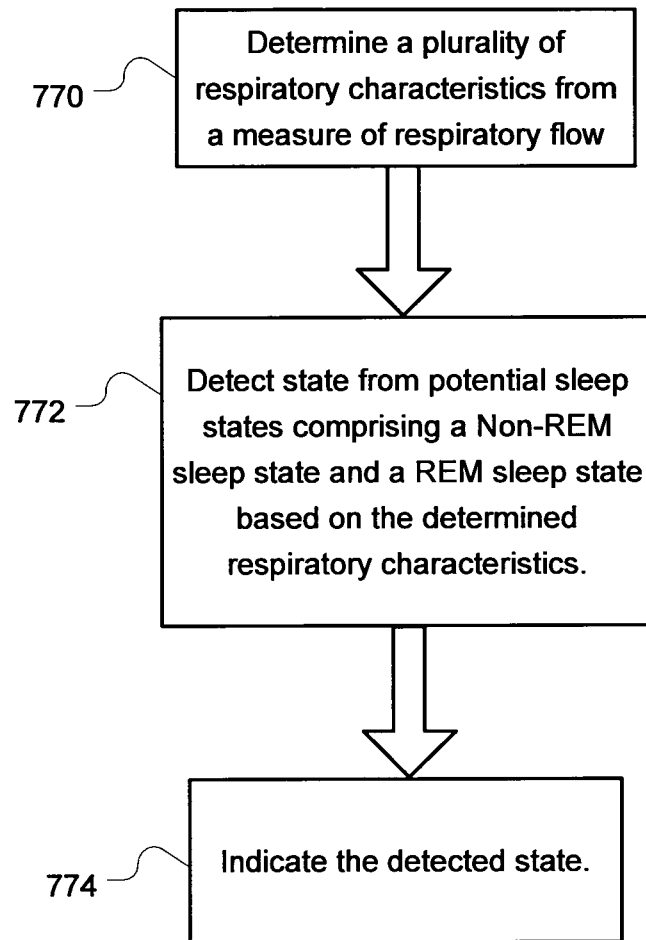 Determine a plurality of
respiratory characteristics from
a measure of respiratory flow
770
Detect state from potential sleep
states comprising a Non-REM
sleep state and a REM sleep state
based on the determined
respiratory characteristics.
772
Indicate the detected state.
774